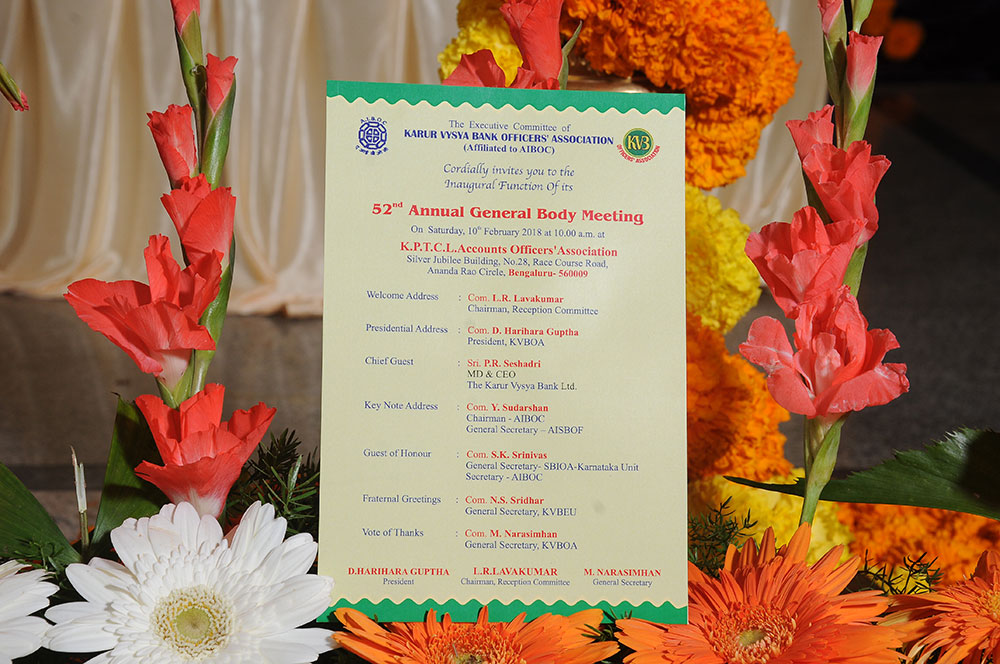 AIBOC
The Executive Committee of
KARUR VYSYA BANK OFFICERS' ASSOCIATION
(Affiliated to AIBOC)
KVB
OFFICERS' ASSOCIATION
Cordially invites you to the
Inaugural Function Of its
52nd Annual General Body Meeting
On Saturday, 10th February 2018 at 10.00 a.m. at
K.P.T.C.L.Accounts Officers'Association
Silver Jubilee Building, No.28, Race Course Road,
Ananda Rao Circle, Bengaluru- 560009
Welcome Address : Com. L.R. Lavakumar
Chairman, Reception Committee
Presidential Address : Com. D. Harihara Guptha
President, KVBOA
Chief Guest : Sri. P.R. Seshadri
MD & CEO
The Karur Vysya Bank Ltd.
Key Note Address : Com. Y. Sudarshan
Chairman - AIBOC
General Secretary – AISBOF
Guest of Honour : Com. S.K. Srinivas
General Secretary- SBIOA-Karnataka Unit
Secretary - AIBOC
Fraternal Greetings : Com. N.S. Sridhar
General Secretary, KVBEU
Vote of Thanks : Com. M. Narasimhan
General Secretary, KVBOA
D.HARIHARA GUPTHA L.R.LAVAKUMAR M. NARASIMHAN
President Chairman, Reception Committee General Secretary